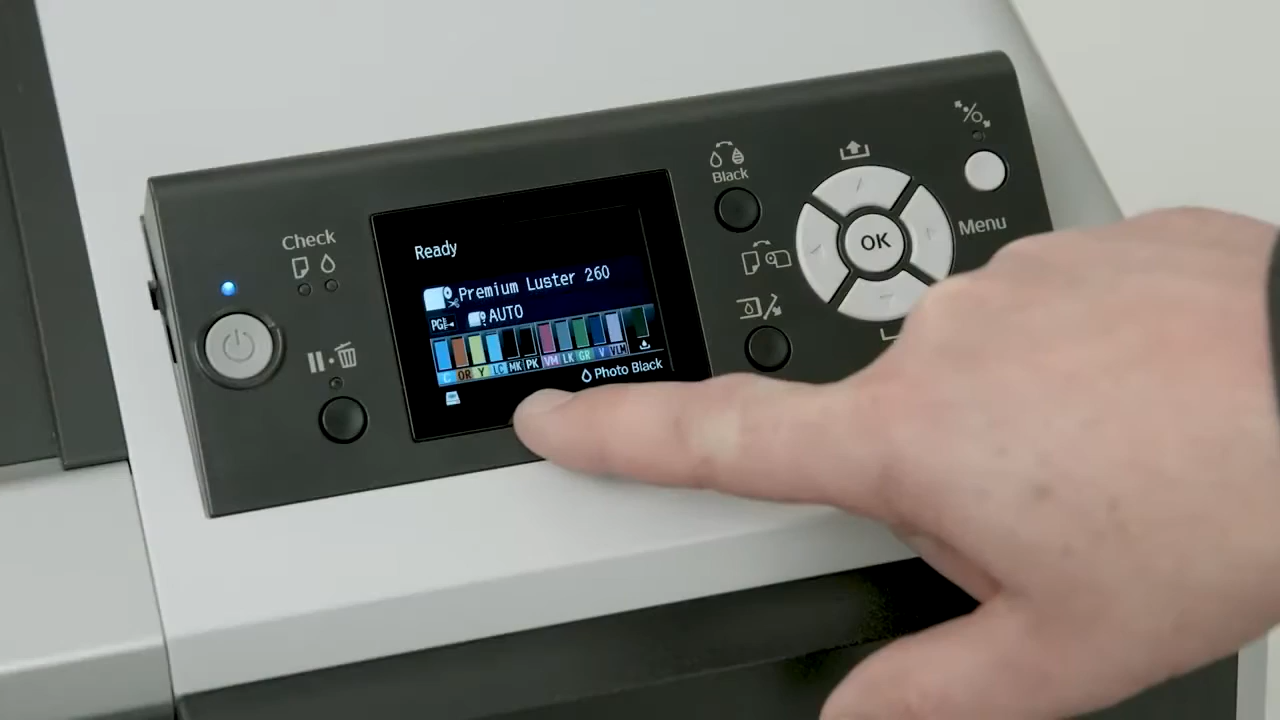 Check
Ready
Premium Luster 260
PG
AUTO
C OR Y LC MK PK VM LK GR V VLM
Photo Black
Black
OK
Menu